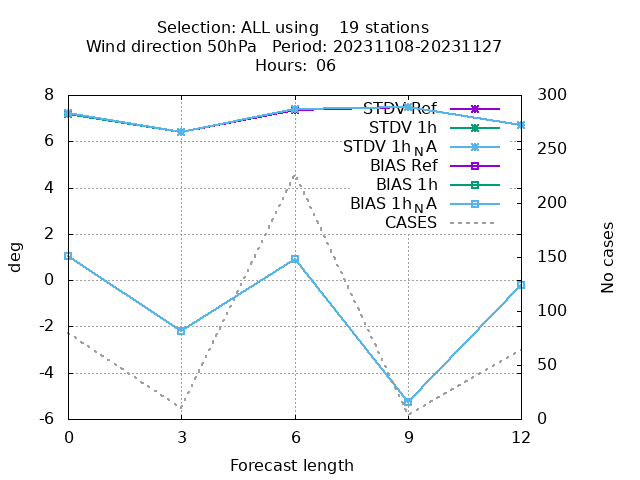 Selection: ALL using    19 stations
Wind direction 50hPa   Period: 20231108-20231127
Hours: 06
8
6
4
2
0
-2
-4
-6
300
250
200
150
100
50
0
deg
No cases
STDV Ref
STDV 1h
STDV 1h_N A
BIAS Ref
BIAS 1h
BIAS 1h_N A
CASES
0 3 6 9 12
Forecast length